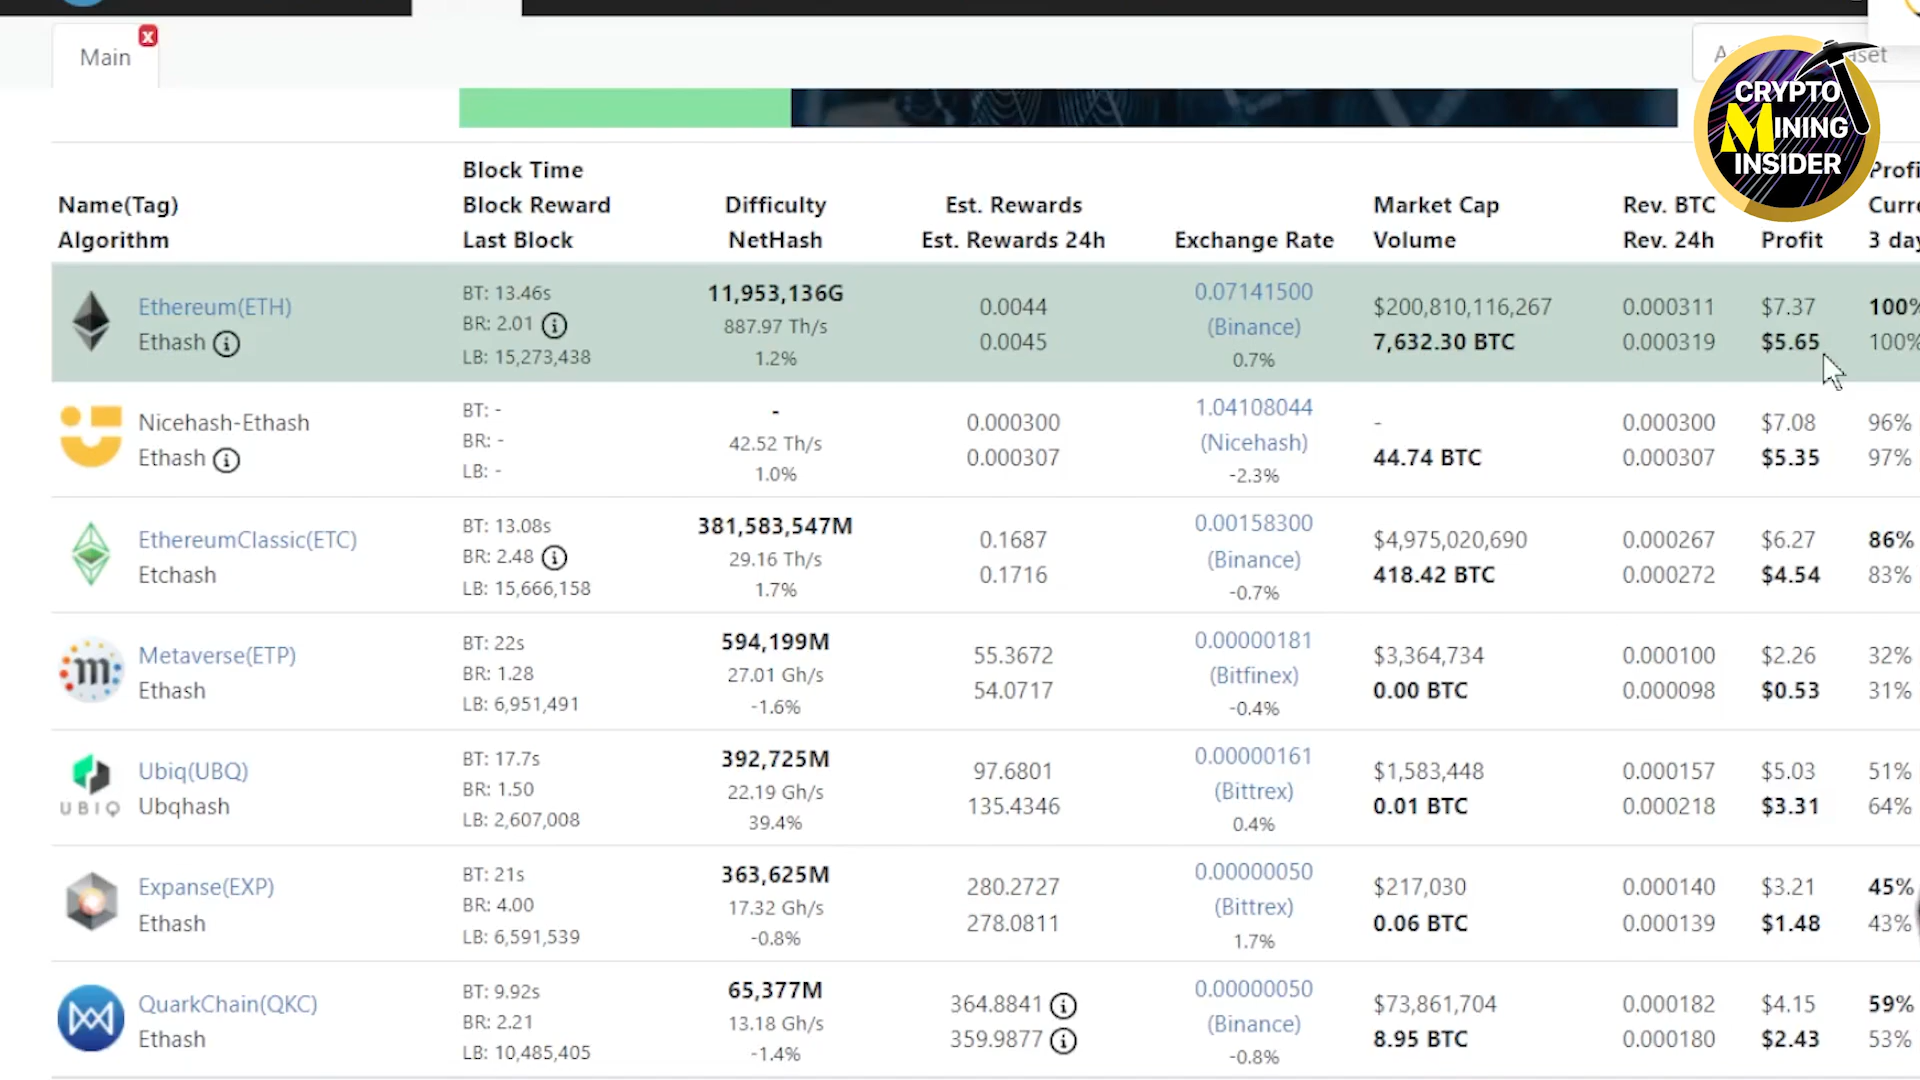 Main
x
CRYPTO
MINING
INSIDER
Name(Tag)
Algorithm
Block Time
Block Reward
Last Block
Difficulty
NetHash
Est. Rewards
Est. Rewards 24h
Exchange Rate
Market Cap
Volume
Rev. BTC
Rev. 24h
Profit
Ethereum(ETH)
Ethash
BT: 13.46s
BR: 2.01
LB: 15,273,438
11,953,136G
887.97 Th/s
1.2%
0.0044
0.0045
0.07141500
(Binance)
0.7%
$200,810,116,267
7,632.30 BTC
0.000311
0.000319
$7.37
$5.65
100%
100%
Nicehash-Ethash
Ethash
BT: -
BR: -
LB: -
-
42.52 Th/s
1.0%
0.000300
0.000307
1.04108044
(Nicehash)
-2.3%
-
44.74 BTC
0.000300
0.000307
$7.08
$5.35
96%
97%
EthereumClassic(ETC)
Etchash
BT: 13.08s
BR: 2.48
LB: 15,666,158
381,583,547M
29.16 Th/s
1.7%
0.1687
0.1716
0.00158300
(Binance)
-0.7%
$4,975,020,690
418.42 BTC
0.000267
0.000272
$6.27
$4.54
86%
83%
Metaverse(ETP)
Ethash
BT: 22s
BR: 1.28
LB: 6,951,491
594,199M
27.01 Gh/s
-1.6%
55.3672
54.0717
0.00000181
(Bitfinex)
-0.4%
$3,364,734
0.00 BTC
0.000100
0.000098
$2.26
$0.53
32%
31%
UBIQ
Ubiq(UBQ)
Ubqhash
BT: 17.7s
BR: 1.50
LB: 2,607,008
392,725M
22.19 Gh/s
39.4%
97.6801
135.4346
0.00000161
(Bittrex)
0.4%
$1,583,448
0.01 BTC
0.000157
0.000218
$5.03
$3.31
51%
64%
Expanse(EXP)
Ethash
BT: 21s
BR: 4.00
LB: 6,591,539
363,625M
17.32 Gh/s
-0.8%
280.2727
278.0811
0.00000050
(Bittrex)
1.7%
$217,030
0.06 BTC
0.000140
0.000139
$3.21
$1.48
45%
43%
QuarkChain(QKC)
Ethash
BT: 9.92s
BR: 2.21
LB: 10,485,405
65,377M
13.18 Gh/s
-1.4%
364.8841
359.9877
0.00000050
(Binance)
-0.8%
$73,861,704
8.95 BTC
0.000182
0.000180
$4.15
$2.43
59%
53%